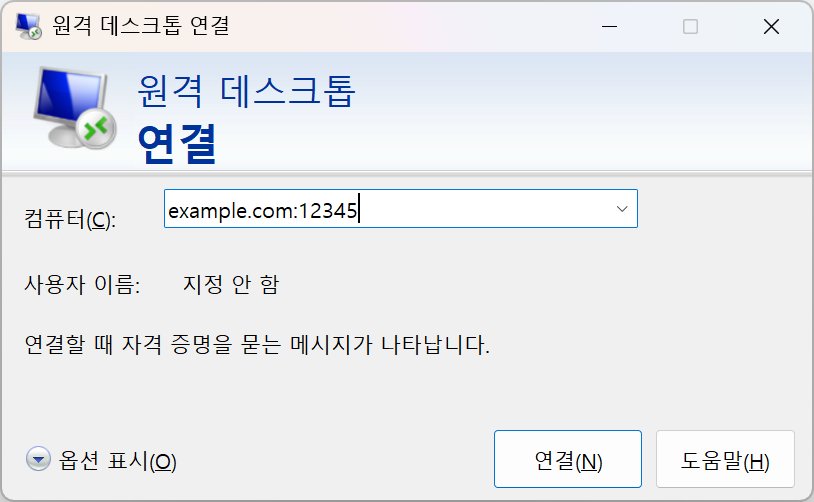 원격 데스크톱 연결
원격 데스크톱
연결
컴퓨터(C):
example.com:12345
사용자 이름:
지정 안 함
연결할 때 자격 증명을 묻는 메시지가 나타납니다.
옵션 표시(O)
연결(N)
도움말(H)